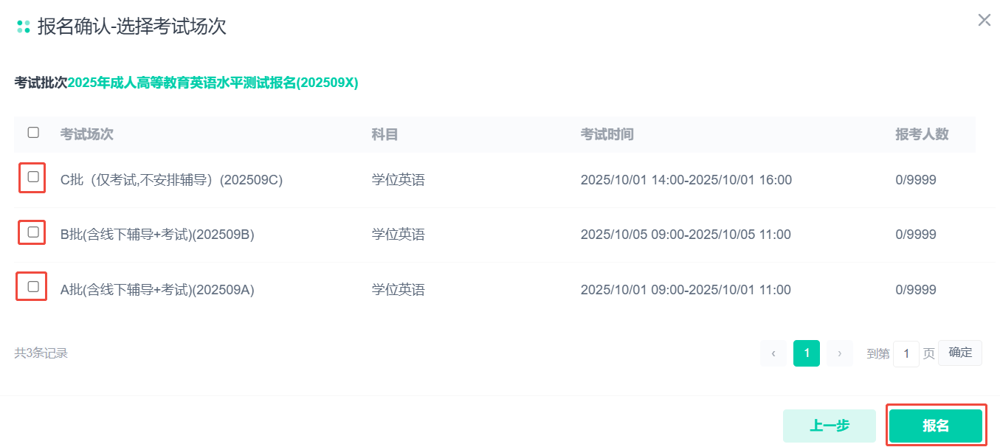 报名确认-选择考试场次
考试批次2025年成人高等教育英语水平测试报名(202509X)
考试场次 科目 考试时间 报考人数
C批（仅考试,不安排辅导）(202509C) 学位英语 2025/10/01 14:00-2025/10/01 16:00 0/9999
B批(含线下辅导+考试)(202509B) 学位英语 2025/10/05 09:00-2025/10/05 11:00 0/9999
A批(含线下辅导+考试)(202509A) 学位英语 2025/10/01 09:00-2025/10/01 11:00 0/9999
共3条记录 ‹ 1 › 到第 1 页 确定
上一步 报名